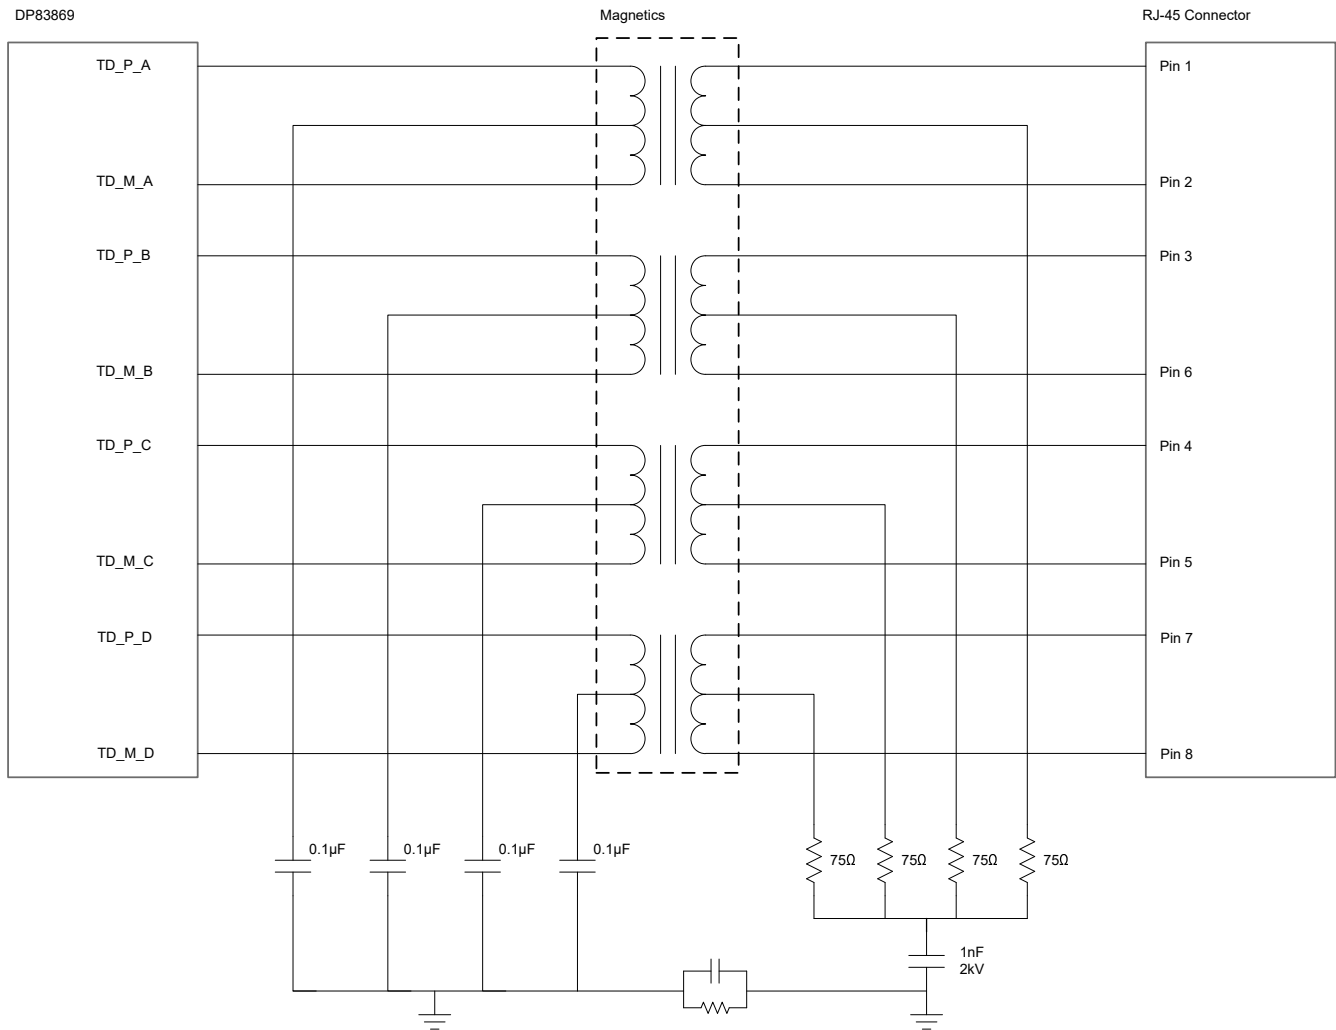 DP83869
Magnetics
RJ-45 Connector
TD_P_A
Pin 1
TD_M_A
Pin 2
TD_P_B
Pin 3
TD_M_B
Pin 6
TD_P_C
Pin 4
TD_M_C
Pin 5
TD_P_D
Pin 7
TD_M_D
Pin 8
0.1µF
0.1µF
0.1µF
0.1µF
75Ω
75Ω
75Ω
75Ω
1nF
2kV